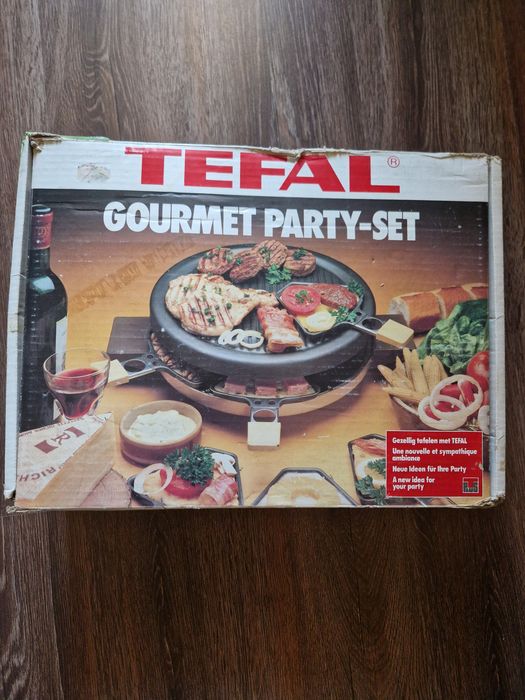 TEFAL®
GOURMET PARTY-SET
Gezellig tafelen met TEFAL
Une nouvelle et sympathique
ambiance
Neue Ideen für Ihre Party
A new idea for
your party
RICH